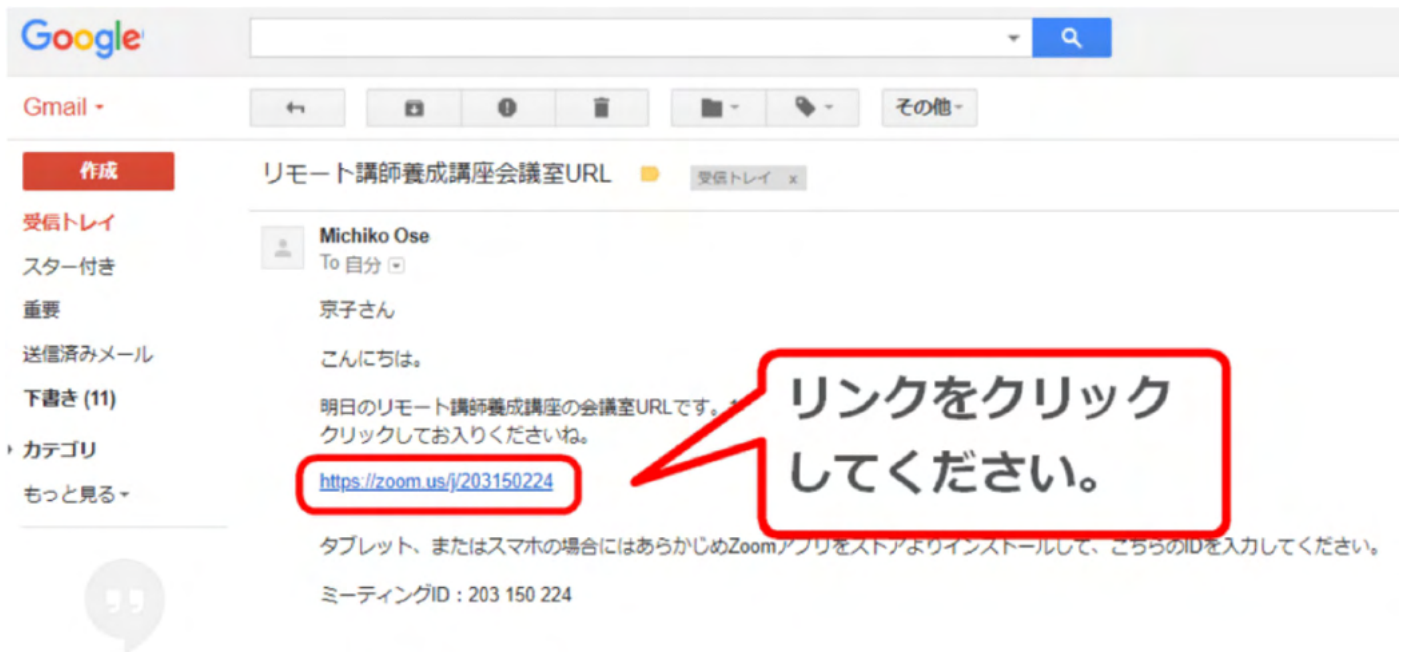 Google
Gmail
その他
作成
リモート講師養成講座会議室URL
受信トレイ x
受信トレイ
Michiko Ose
To 自分
スター付き
重要
京子さん
送信済みメール
こんにちは。
下書き (11)
明日のリモート講師養成講座の会議室URLです。
クリックしてお入りくださいね。
リンクをクリック
してください。
カテゴリ
https://zoom.us/j/203150224
もっと見る
タブレット、またはスマホの場合にはあらかじめZoomアプリをストアよりインストールして、こちらのIDを入力してください。
ミーティングID：203 150 224